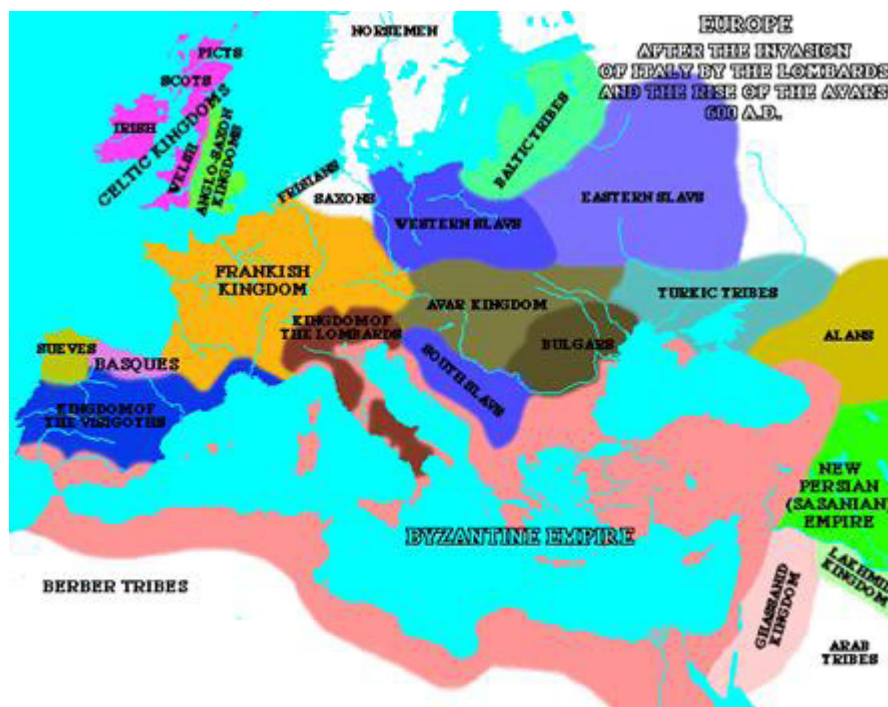 EUROPE
AFTER THE INVASION
OF ITALY BY THE LOMBARDS
AND THE RISE OF THE AVARS
600 A.D.
NORSEMEN
PICTS
SCOTS
IRISH
CELTIC KINGDOMS
WELSH
ANGLO-SAXON
KINGDOMS
FRISIANS
SAXONS
BALTIC TRIBES
WESTERN SLAVS
EASTERN SLAVS
FRANKISH
KINGDOM
AVAR KINGDOM
TURKIC TRIBES
KINGDOM OF
THE LOMBARDS
BULGARS
ALANS
SUEVES
BASQUES
SOUTH SLAVS
KINGDOM OF
THE VISIGOTHS
NEW
PERSIAN
(SASANIAN)
EMPIRE
BYZANTINE EMPIRE
LAKHMID
KINGDOM
BERBER TRIBES
GHASSANID
KINGDOM
ARAB
TRIBES